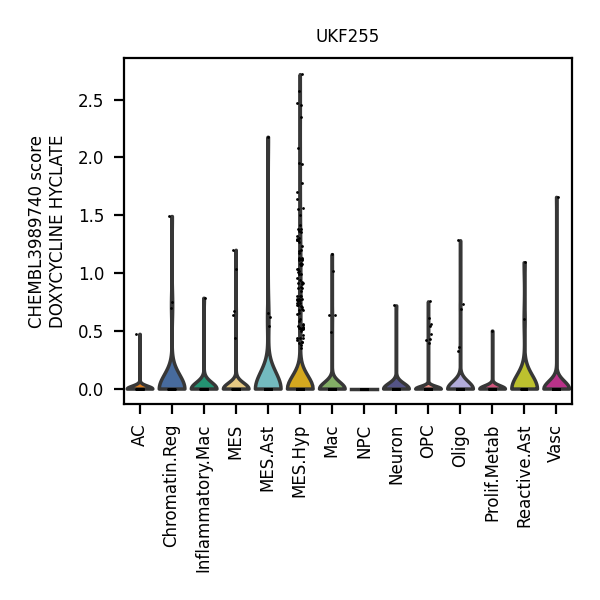 UKF255
CHEMBL3989740 score
DOXYCYCLINE HYCLATE
2.5
2.0
1.5
1.0
0.5
0.0
AC
Chromatin.Reg
Inflammatory.Mac
MES
MES.Ast
MES.Hyp
Mac
NPC
Neuron
OPC
Oligo
Prolif.Metab
Reactive.Ast
Vasc